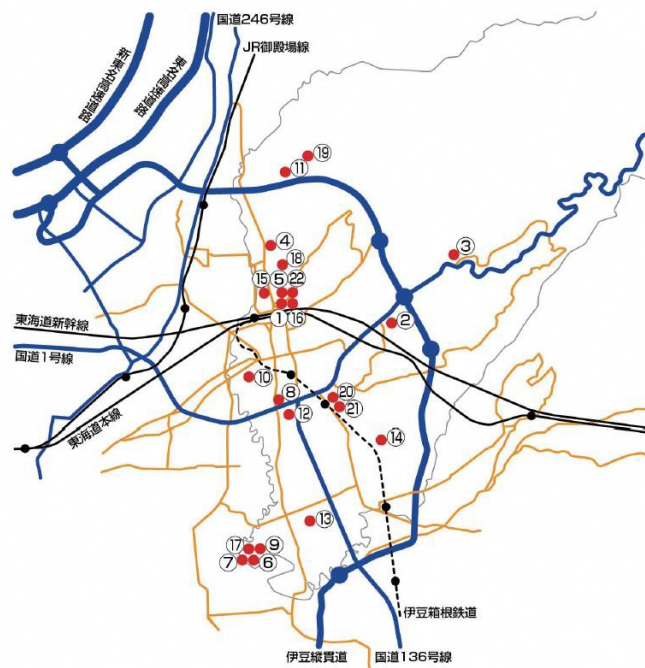 国道246号線
JR御殿場線
新東名高速道路
東名高速道路
⑲
⑪
④
③
⑱
⑮ ⑤ ㉒
① ⑯
②
東海道新幹線
国道1号線
⑩
⑧
⑳
㉑
⑫
東海道本線
⑭
⑬
⑰ ⑨
⑦ ⑥
伊豆箱根鉄道
伊豆縦貫道
国道136号線